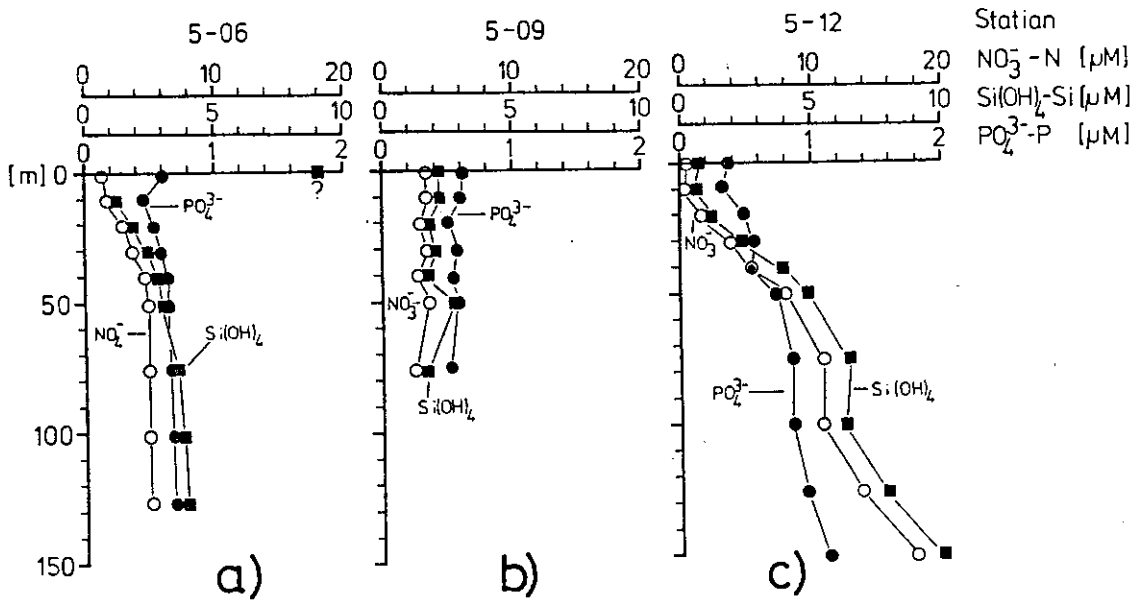 5-06 5-09 5-12 Station
0 10 20 0 10 20 0 10 20 NO₃⁻-N [µM]
0 5 10 0 5 10 0 5 10 Si(OH)₄-Si [µM]
0 1 2 0 1 2 0 1 2 PO₄³⁻-P [µM]
[m] 0
?
PO₄³⁻
PO₄³⁻
NO₃⁻
50
NO₄⁻
Si(OH)₄
NO₃⁻
Si(OH)₄
PO₄³⁻
Si(OH)₄
100
150
a) b) c)